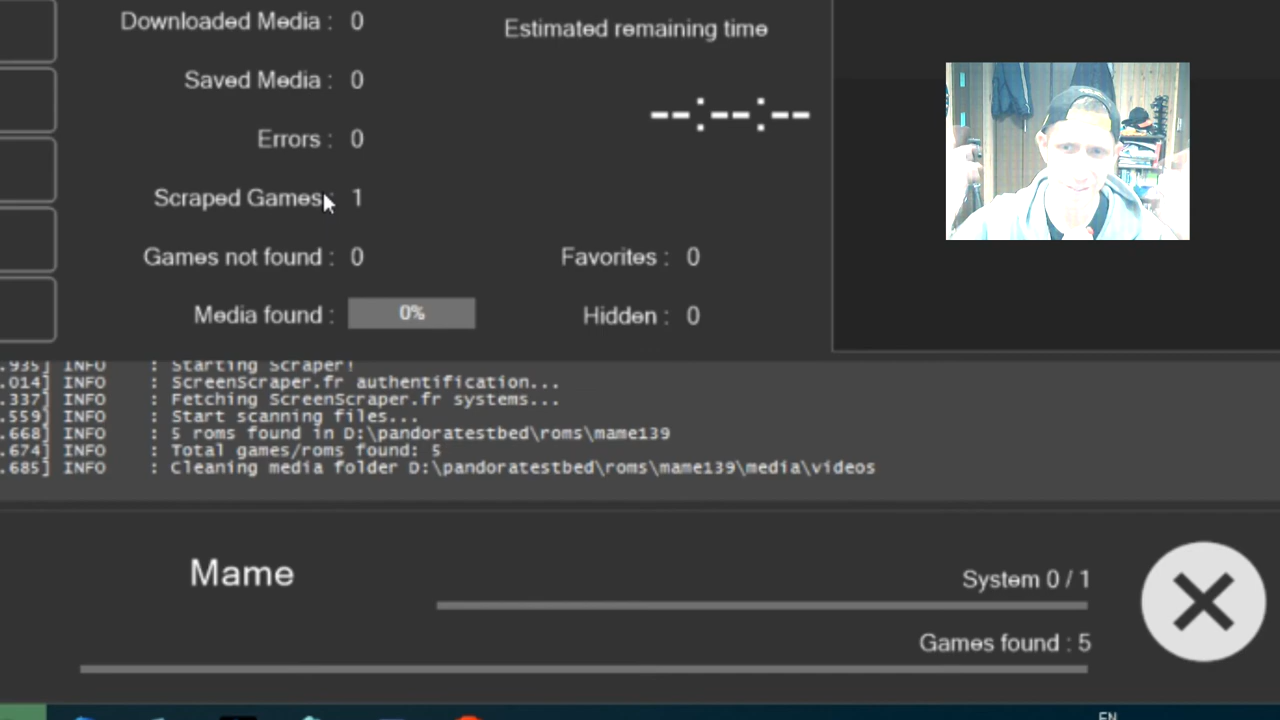 Downloaded Media : 0
Estimated remaining time
Saved Media : 0
--:--:--
Errors : 0
Scraped Games : 1
Games not found : 0
Favorites : 0
Media found : 0%
Hidden : 0
.935] INFO : Starting Scraper!
.014] INFO : ScreenScraper.fr authentification...
.337] INFO : Fetching ScreenScraper.fr systems...
.559] INFO : Start scanning files...
.668] INFO : 5 roms found in D:\pandoratestbed\roms\mame139
.674] INFO : Total games/roms found: 5
.685] INFO : Cleaning media folder D:\pandoratestbed\roms\mame139\media\videos
Mame
System 0 / 1
Games found : 5
EN